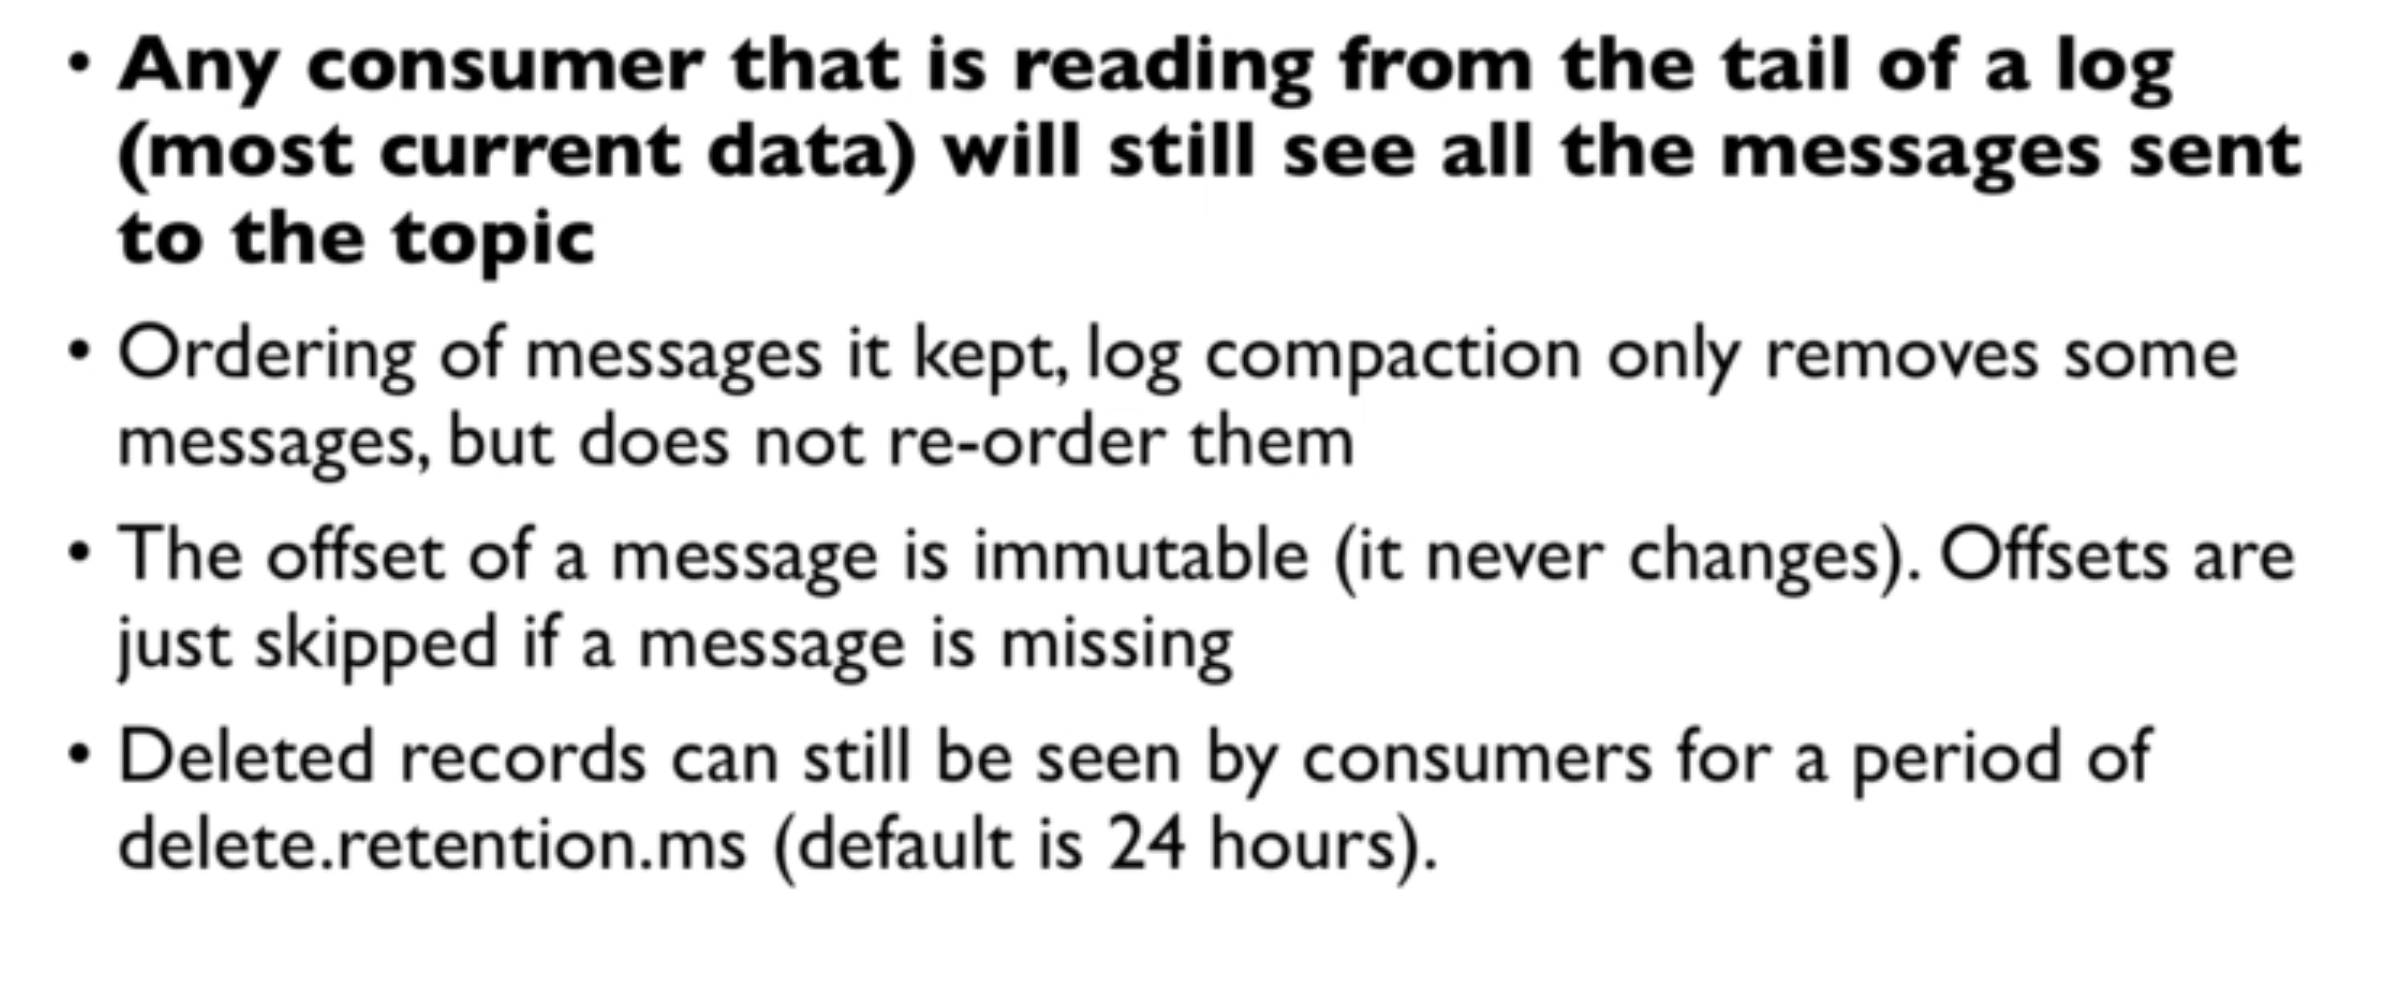 • Any consumer that is reading from the tail of a log
(most current data) will still see all the messages sent
to the topic
• Ordering of messages it kept, log compaction only removes some
messages, but does not re-order them
• The offset of a message is immutable (it never changes). Offsets are
just skipped if a message is missing
• Deleted records can still be seen by consumers for a period of
delete.retention.ms (default is 24 hours).